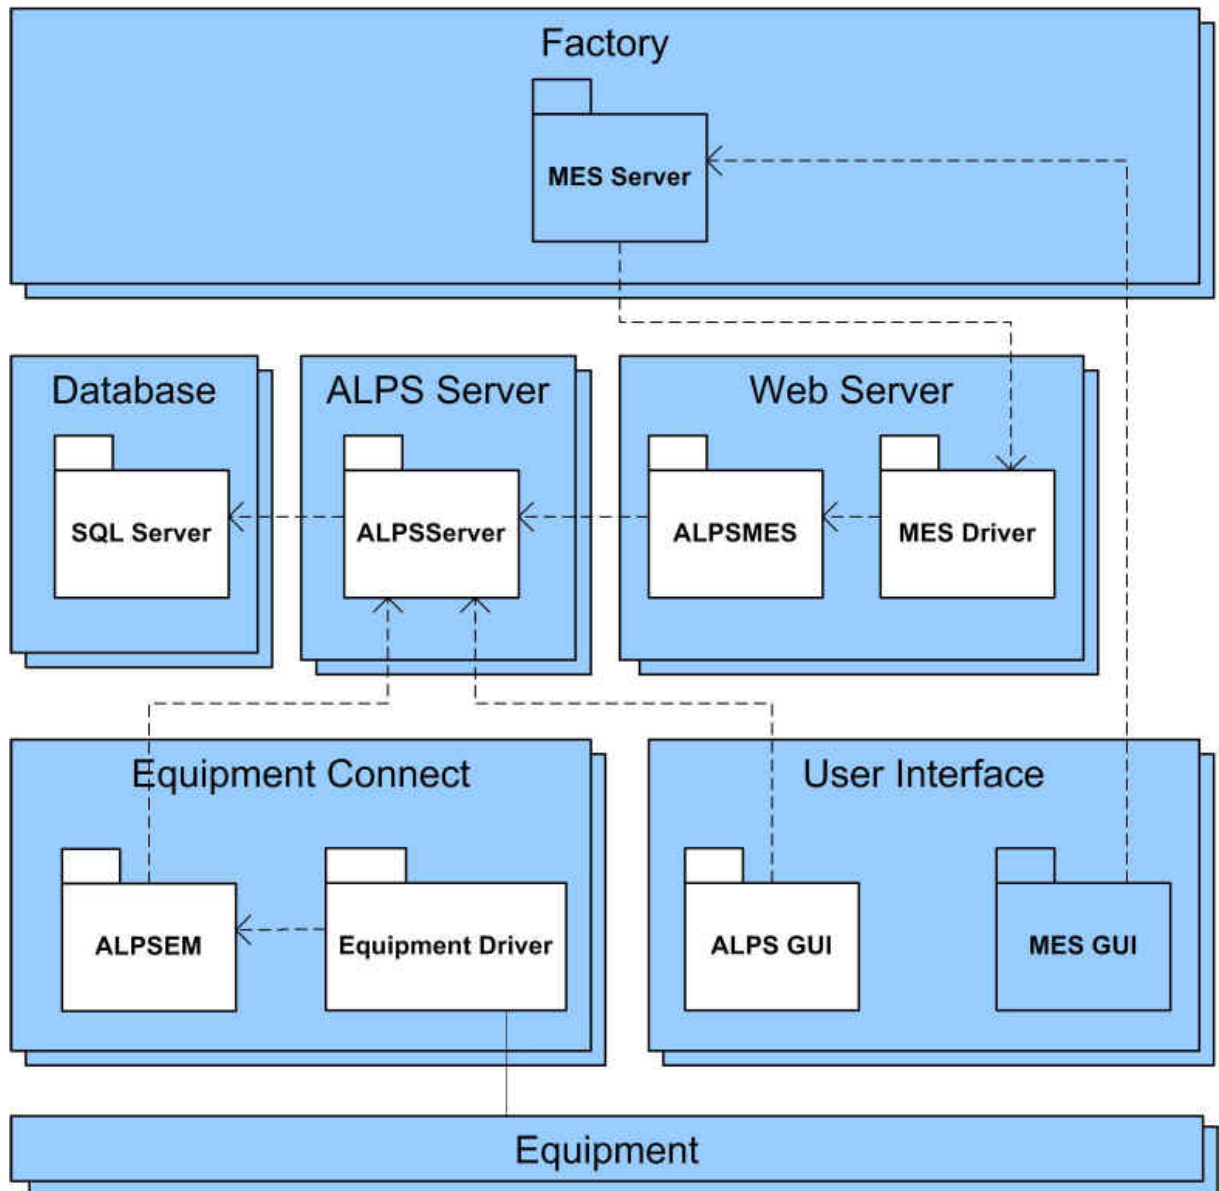 Factory
MES Server
Database
ALPS Server
Web Server
SQL Server
ALPSServer
ALPSMES
MES Driver
Equipment Connect
User Interface
ALPSEM
Equipment Driver
ALPS GUI
MES GUI
Equipment